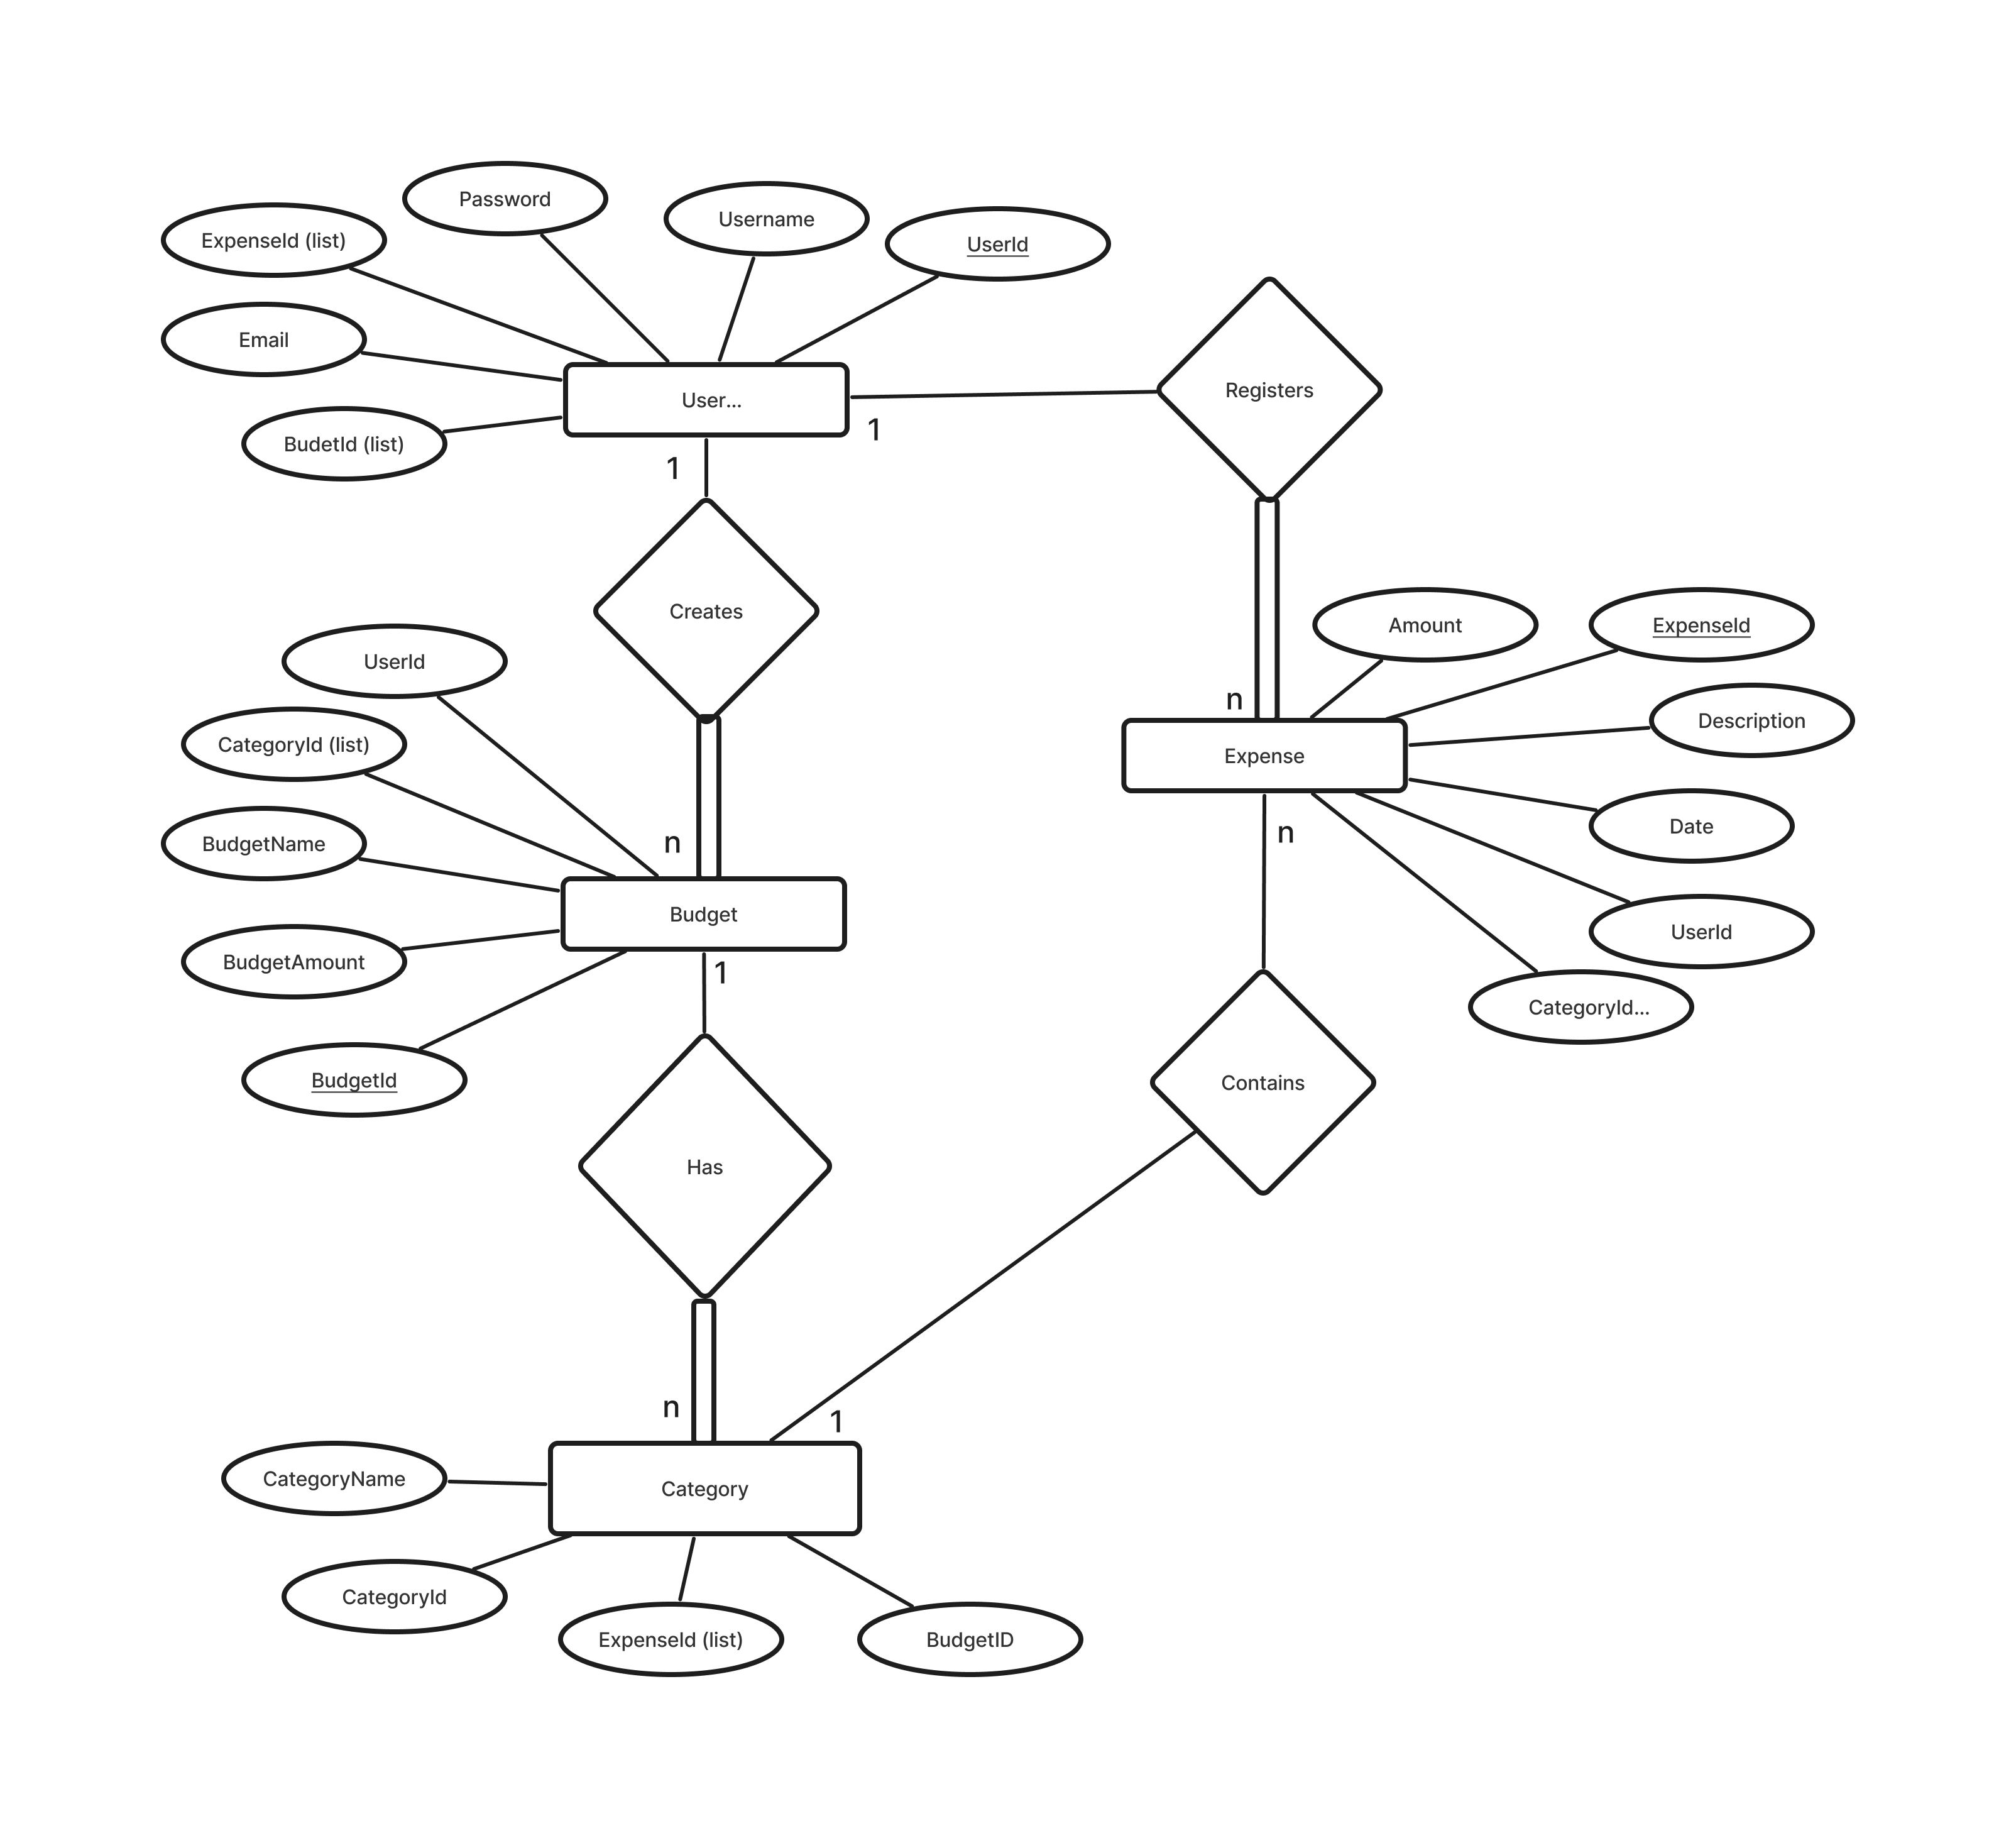 Password
Username
ExpenseId (list)
UserId
Email
Registers
User...
1
BudetId (list)
1
Creates
Amount
ExpenseId
UserId
n
Description
CategoryId (list)
Expense
n
Date
n
BudgetName
Budget
UserId
BudgetAmount
1
CategoryId...
BudgetId
Contains
Has
n
1
CategoryName
Category
CategoryId
ExpenseId (list)
BudgetID